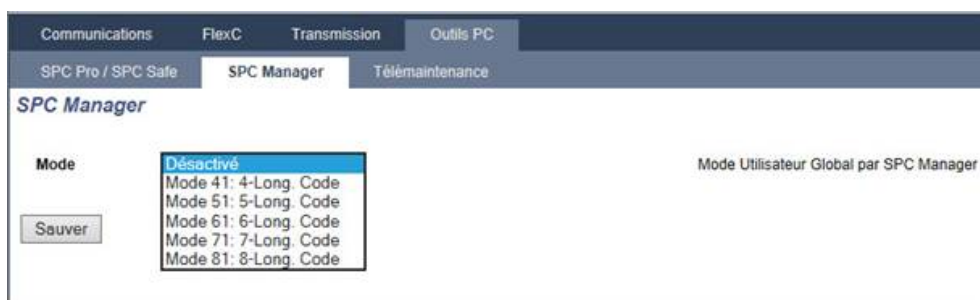 Communications FlexC Transmission Outils PC
SPC Pro / SPC Safe SPC Manager Télémaintenance
SPC Manager
Mode Désactivé Mode Utilisateur Global par SPC Manager
Mode 41: 4-Long. Code
Mode 51: 5-Long. Code
Mode 61: 6-Long. Code
Mode 71: 7-Long. Code
Mode 81: 8-Long. Code
Sauver